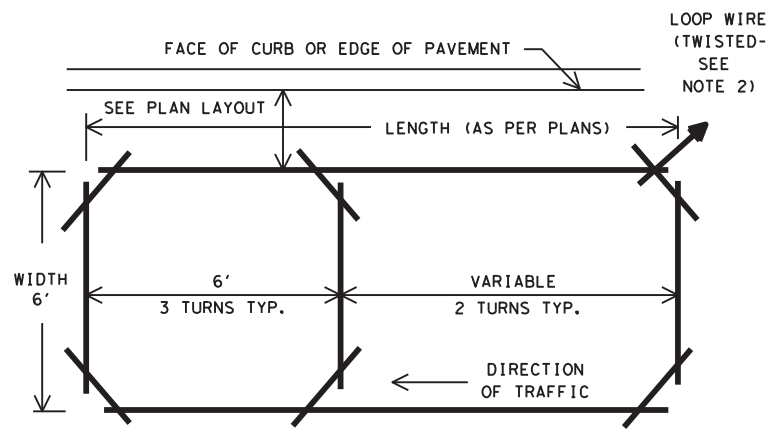 LOOP WIRE
(TWISTED-
SEE
NOTE 2)
FACE OF CURB OR EDGE OF PAVEMENT
SEE PLAN LAYOUT
LENGTH (AS PER PLANS)
WIDTH
6'
6'
3 TURNS TYP.
VARIABLE
2 TURNS TYP.
DIRECTION
OF TRAFFIC